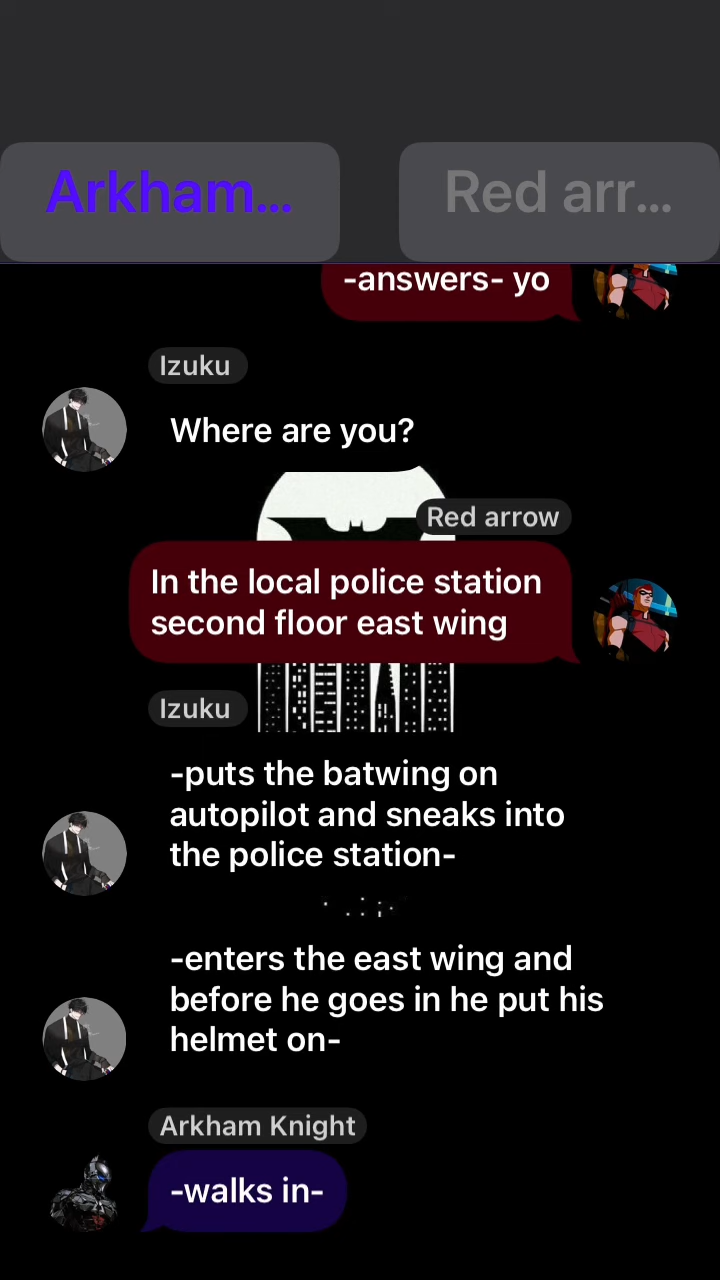 Arkham...
Red arr...
-answers- yo
Izuku
Where are you?
Red arrow
In the local police station
second floor east wing
Izuku
-puts the batwing on
autopilot and sneaks into
the police station-
-enters the east wing and
before he goes in he put his
helmet on-
Arkham Knight
-walks in-